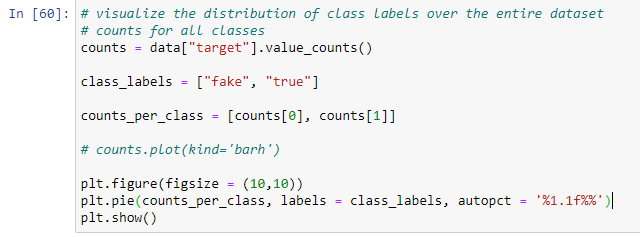 In [60]: # visualize the distribution of class labels over the entire dataset
# counts for all classes
counts = data["target"].value_counts()
class_labels = ["fake", "true"]
counts_per_class = [counts[0], counts[1]]
# counts.plot(kind='barh')
plt.figure(figsize = (10,10))
plt.pie(counts_per_class, labels = class_labels, autopct = '%1.1f%%')
plt.show()